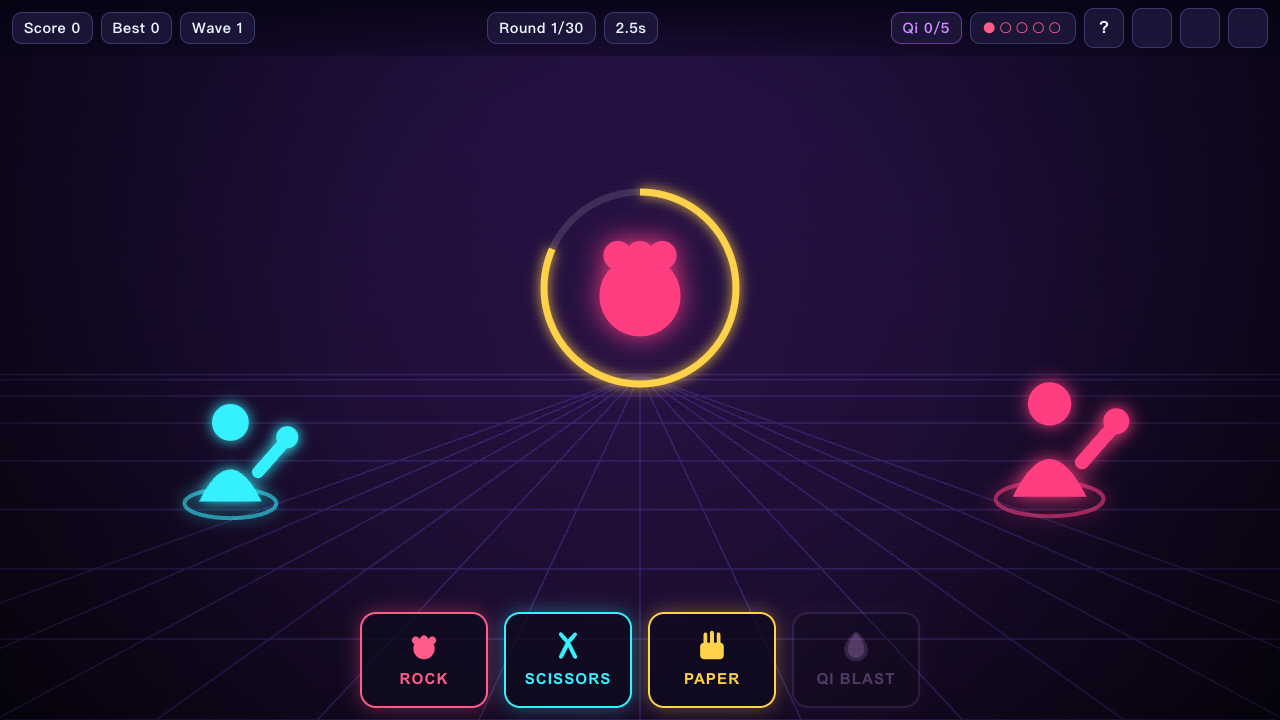 Score 0
Best 0
Wave 1
Round 1/30
2.5s
Qi 0/5
?
ROCK
SCISSORS
PAPER
QI BLAST